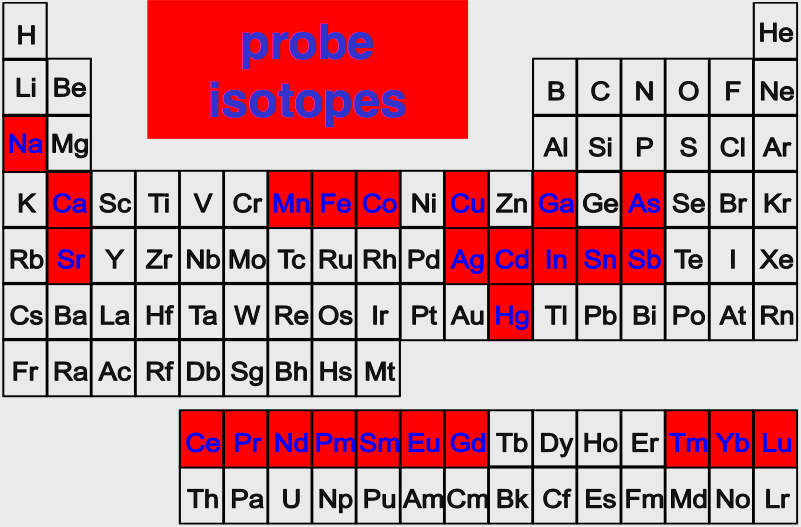 probe
isotopes
H He
Li Be B C N O F Ne
Na Mg Al Si P S Cl Ar
K Ca Sc Ti V Cr Mn Fe Co Ni Cu Zn Ga Ge As Se Br Kr
Rb Sr Y Zr Nb Mo Tc Ru Rh Pd Ag Cd In Sn Sb Te I Xe
Cs Ba La Hf Ta W Re Os Ir Pt Au Hg Tl Pb Bi Po At Rn
Fr Ra Ac Rf Db Sg Bh Hs Mt
Ce Pr Nd Pm Sm Eu Gd Tb Dy Ho Er Tm Yb Lu
Th Pa U Np Pu Am Cm Bk Cf Es Fm Md No Lr